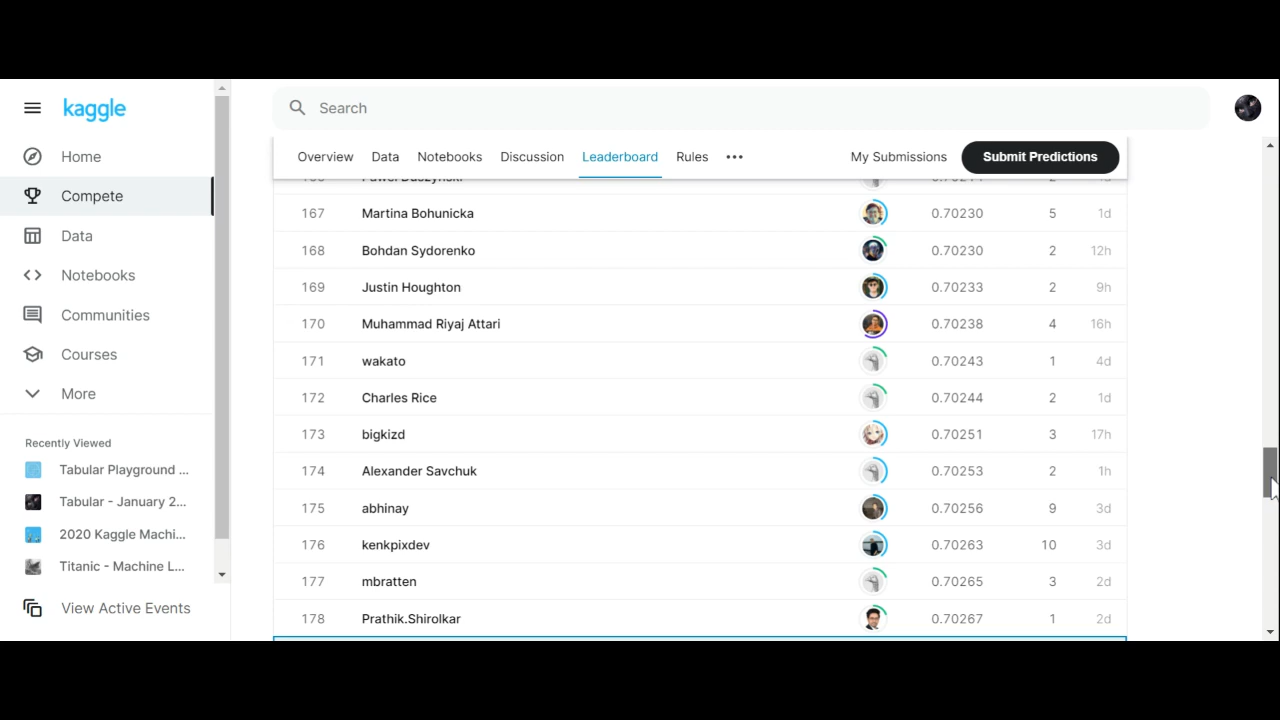 kaggle
Search
Home
Compete
Data
Notebooks
Communities
Courses
More
Recently Viewed
Tabular Playground ...
Tabular - January 2...
2020 Kaggle Machi...
Titanic - Machine L...
View Active Events
Overview Data Notebooks Discussion Leaderboard Rules ••• My Submissions Submit Predictions
167 Martina Bohunicka 0.70230 5 1d
168 Bohdan Sydorenko 0.70230 2 12h
169 Justin Houghton 0.70233 2 9h
170 Muhammad Riyaj Attari 0.70238 4 16h
171 wakato 0.70243 1 4d
172 Charles Rice 0.70244 2 1d
173 bigkizd 0.70251 3 17h
174 Alexander Savchuk 0.70253 2 1h
175 abhinay 0.70256 9 3d
176 kenkpixdev 0.70263 10 3d
177 mbratten 0.70265 3 2d
178 Prathik.Shirolkar 0.70267 1 2d